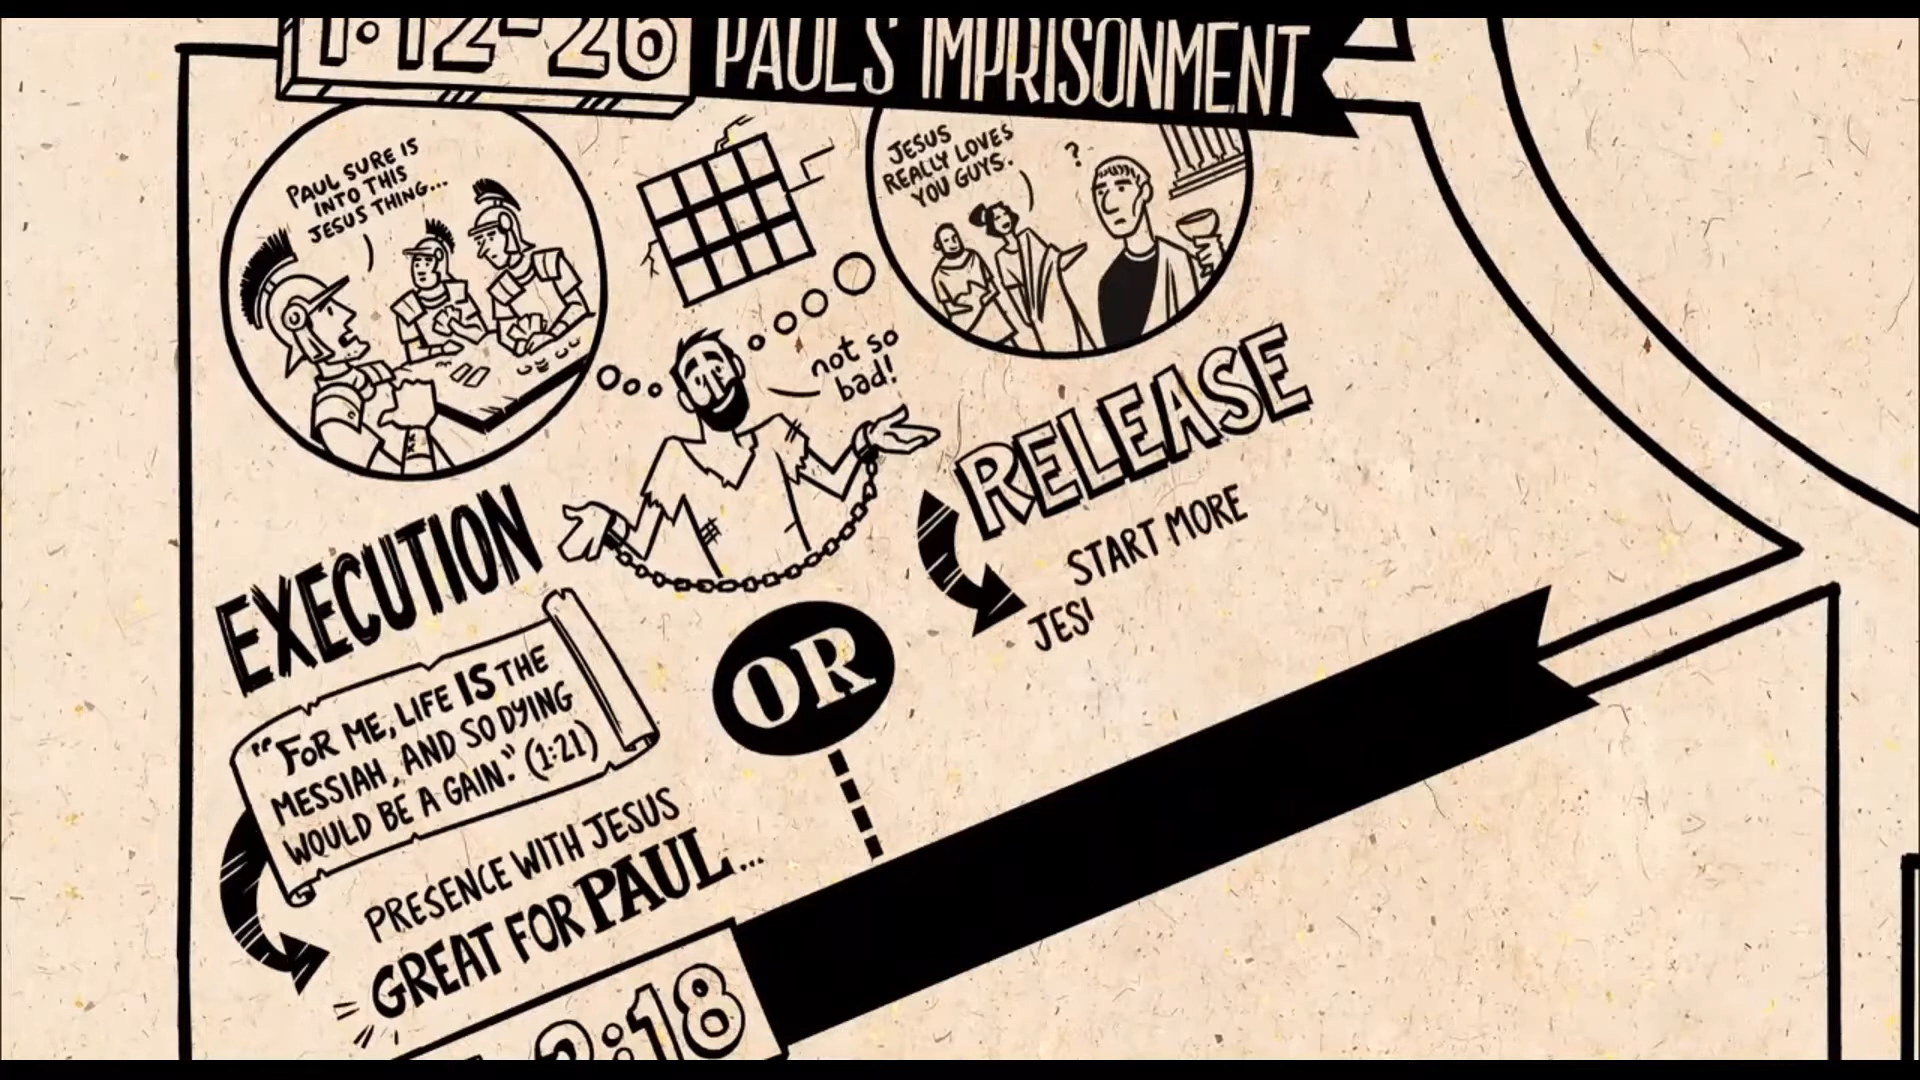 1:12-26
PAUL'S IMPRISONMENT
PAUL SURE IS
INTO THIS
JESUS THING...
JESUS
REALLY LOVES
YOU GUYS.
?
not so
bad!
EXECUTION
RELEASE
START MORE
JESU
OR
"FOR ME, LIFE IS THE
MESSIAH, AND SO DYING
WOULD BE A GAIN." (1:21)
PRESENCE WITH JESUS
GREAT FOR PAUL...
2:18